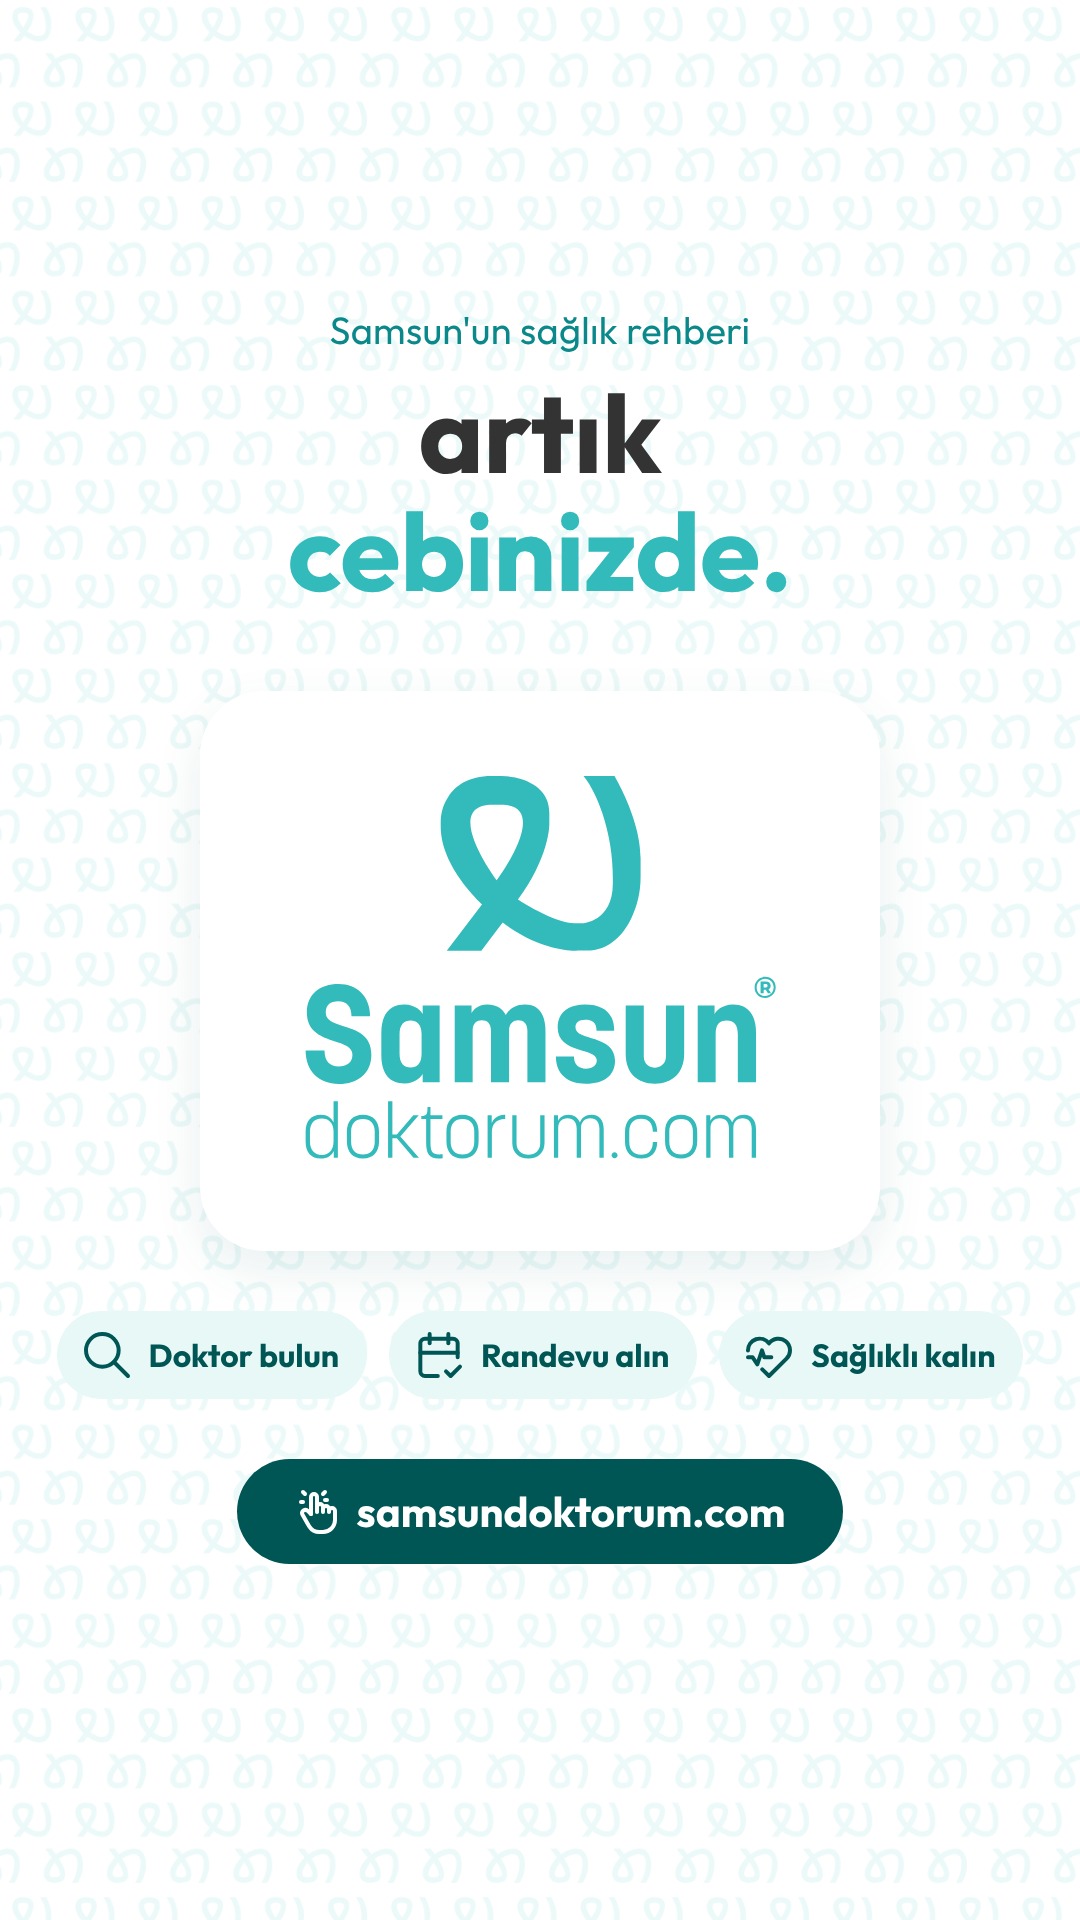 Samsun'un sağlık rehberi
artık
cebinizde.
Samsun®
doktorum.com
Doktor bulun
Randevu alın
Sağlıklı kalın
samsundoktorum.com